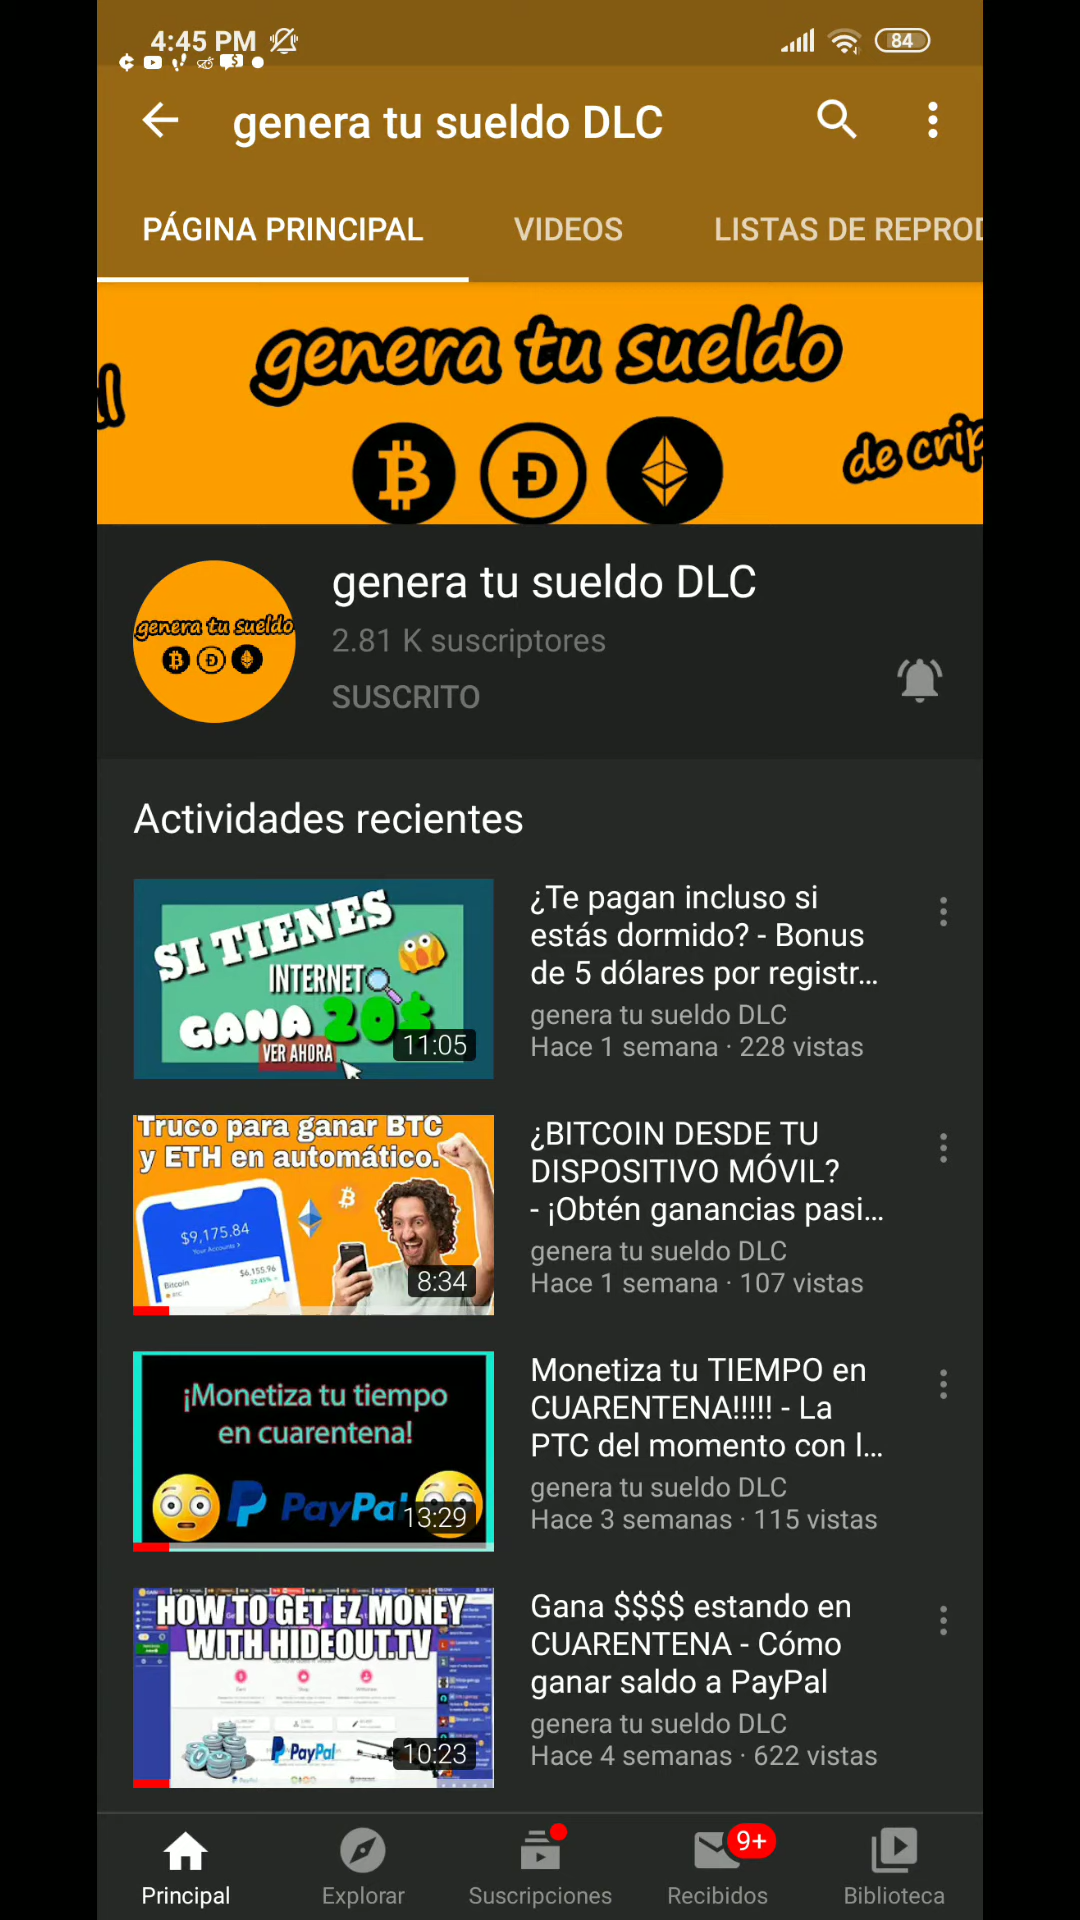 4:45 PM
84
genera tu sueldo DLC
PÁGINA PRINCIPAL VIDEOS LISTAS DE REPROD
genera tu sueldo
de crip
genera tu sueldo
genera tu sueldo DLC
2.81 K suscriptores
SUSCRITO
Actividades recientes
SI TIENES
INTERNET
GANA 20$
VER AHORA
11:05
¿Te pagan incluso si
estás dormido? - Bonus
de 5 dólares por registr...
genera tu sueldo DLC
Hace 1 semana · 228 vistas
Truco para ganar BTC
y ETH en automático.
$9,175.84
Your Accounts >
$6,155.96
Bitcoin
BTC
8:34
¿BITCOIN DESDE TU
DISPOSITIVO MÓVIL?
- ¡Obtén ganancias pasi...
genera tu sueldo DLC
Hace 1 semana · 107 vistas
¡Monetiza tu tiempo
en cuarentena!
PayPal
13:29
Monetiza tu TIEMPO en
CUARENTENA!!!!! - La
PTC del momento con l...
genera tu sueldo DLC
Hace 3 semanas · 115 vistas
HOW TO GET EZ MONEY
WITH HIDEOUT.TV
PayPal
10:23
Gana $$$$ estando en
CUARENTENA - Cómo
ganar saldo a PayPal
genera tu sueldo DLC
Hace 4 semanas · 622 vistas
9+
Principal Explorar Suscripciones Recibidos Biblioteca